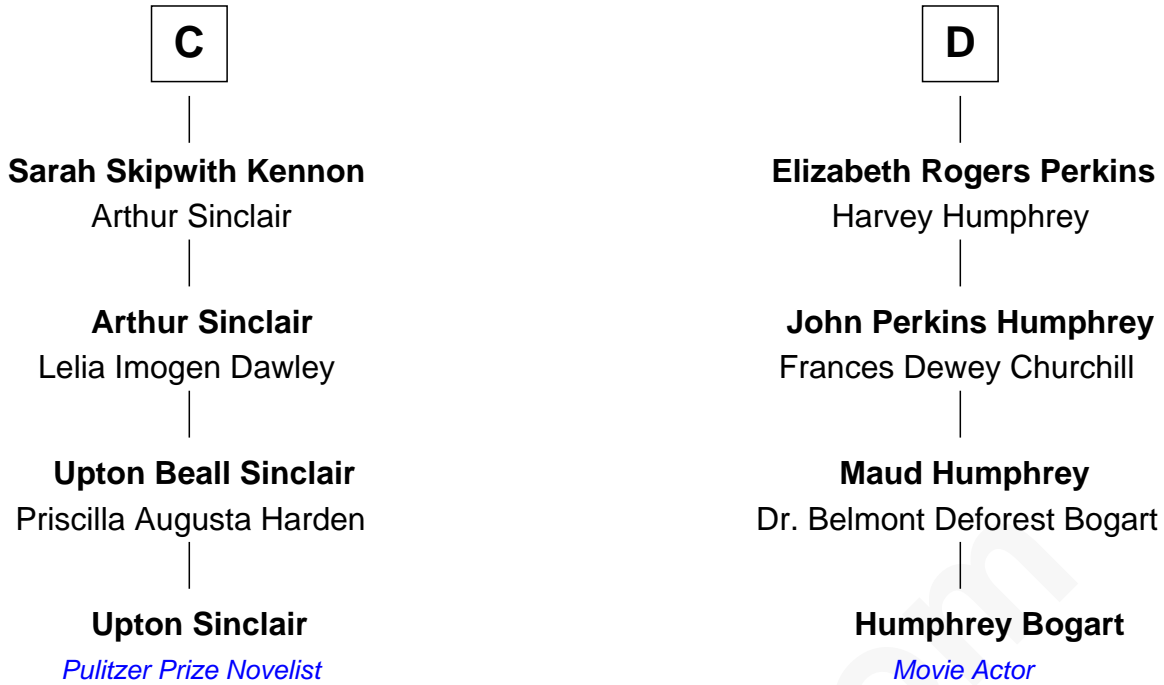 C
Sarah Skipwith Kennon
Arthur Sinclair
Arthur Sinclair
Lelia Imogen Dawley
Upton Beall Sinclair
Priscilla Augusta Harden
Upton Sinclair
Pulitzer Prize Novelist
D
Elizabeth Rogers Perkins
Harvey Humphrey
John Perkins Humphrey
Frances Dewey Churchill
Maud Humphrey
Dr. Belmont Deforest Bogart
Humphrey Bogart
Movie Actor